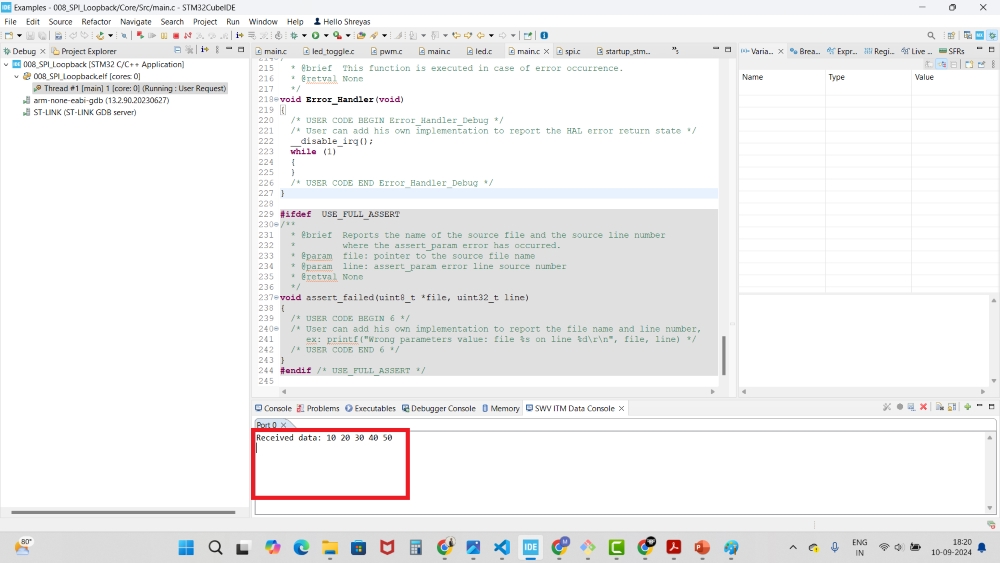 Examples - 008_SPI_Loopback/Core/Src/main.c - STM32CubeIDE
File Edit Source Refactor Navigate Search Project Run Window Help Hello Shreyas
Debug Project Explorer
008_SPI_Loopback [STM32 C/C++ Application]
008_SPI_Loopback.elf [cores: 0]
Thread #1 [main] 1 [core: 0] (Running : User Request)
arm-none-eabi-gdb (13.2.90.20230627)
ST-LINK (ST-LINK GDB server)
main.c led_toggle.c pwm.c main.c led.c main.c spi.c startup_stm...
215 * @brief This function is executed in case of error occurrence.
216 * @retval None
217 */
218 void Error_Handler(void)
219 {
220 /* USER CODE BEGIN Error_Handler_Debug */
221 /* User can add his own implementation to report the HAL error return state */
222 __disable_irq();
223 while (1)
224 {
225 }
226 /* USER CODE END Error_Handler_Debug */
227 }
228
229 #ifdef USE_FULL_ASSERT
230 /**
231 * @brief Reports the name of the source file and the source line number
232 * where the assert_param error has occurred.
233 * @param file: pointer to the source file name
234 * @param line: assert_param error line source number
235 * @retval None
236 */
237 void assert_failed(uint8_t *file, uint32_t line)
238 {
239 /* USER CODE BEGIN 6 */
240 /* User can add his own implementation to report the file name and line number,
241 ex: printf("Wrong parameters value: file %s on line %d\r\n", file, line) */
242 /* USER CODE END 6 */
243 }
244 #endif /* USE_FULL_ASSERT */
245
Varia... Brea... Expr... Regi... Live ... SFRs
Name Type Value
Console Problems Executables Debugger Console Memory SWV ITM Data Console
Port 0
Received data: 10 20 30 40 50
80°
ENG
IN
18:20
10-09-2024